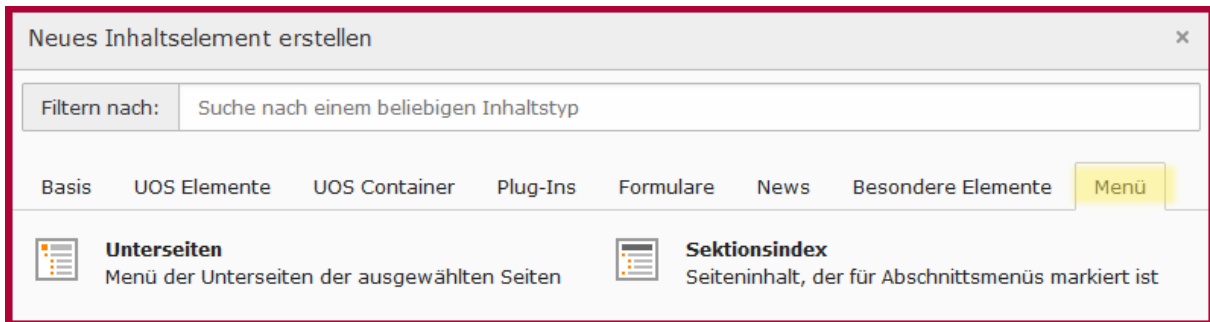 Neues Inhaltselement erstellen ×
Filtern nach: Suche nach einem beliebigen Inhaltstyp
Basis UOS Elemente UOS Container Plug-Ins Formulare News Besondere Elemente Menü
Unterseiten Sektionsindex
Menü der Unterseiten der ausgewählten Seiten Seiteninhalt, der für Abschnittsmenüs markiert ist